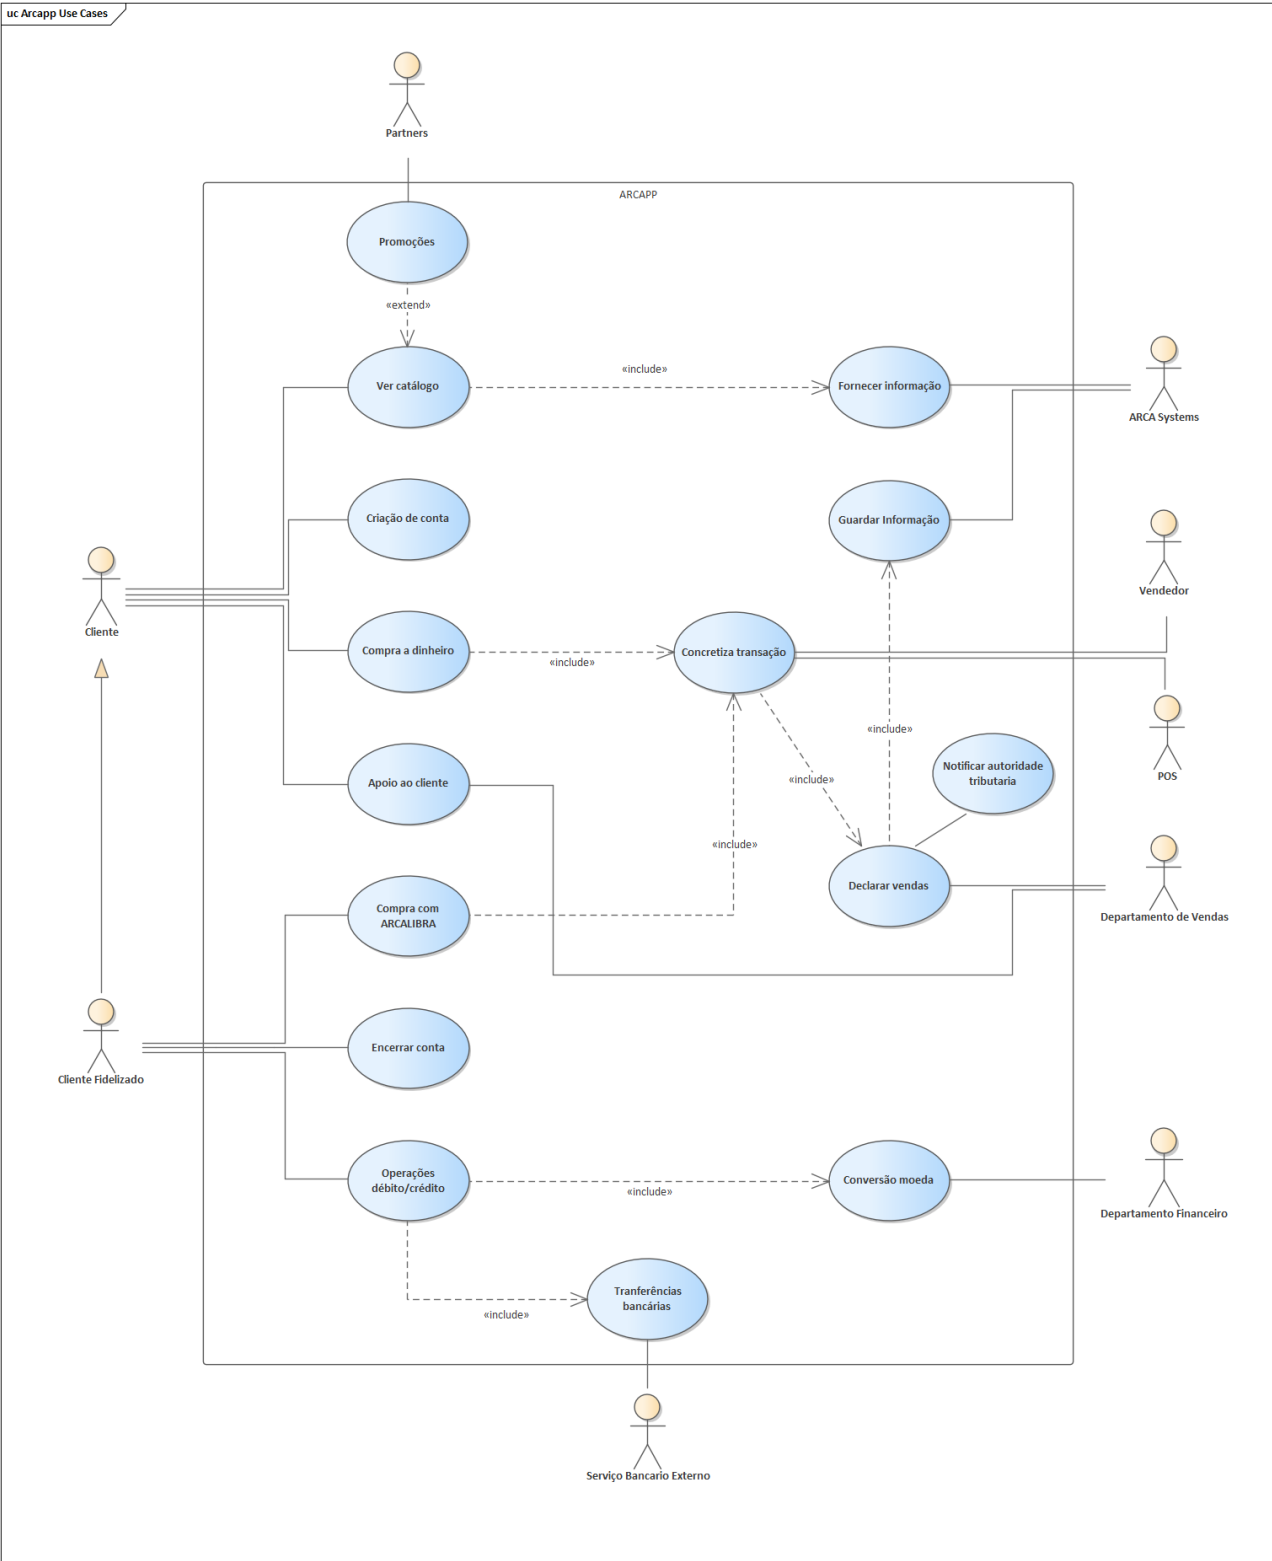 uc Arcapp Use Cases
Partners
ARCAPP
Promoções
«extend»
Ver catálogo
«include»
Fornecer informação
ARCA Systems
Criação de conta
Guardar Informação
Vendedor
Cliente
Compra a dinheiro
«include»
Concretiza transação
«include»
POS
Apoio ao cliente
«include»
Notificar autoridade
tributaria
«include»
Compra com
ARCALIBRA
Declarar vendas
Departamento de Vendas
Cliente Fidelizado
Encerrar conta
Operações
débito/crédito
«include»
Conversão moeda
Departamento Financeiro
«include»
Tranferências
bancárias
Serviço Bancario Externo